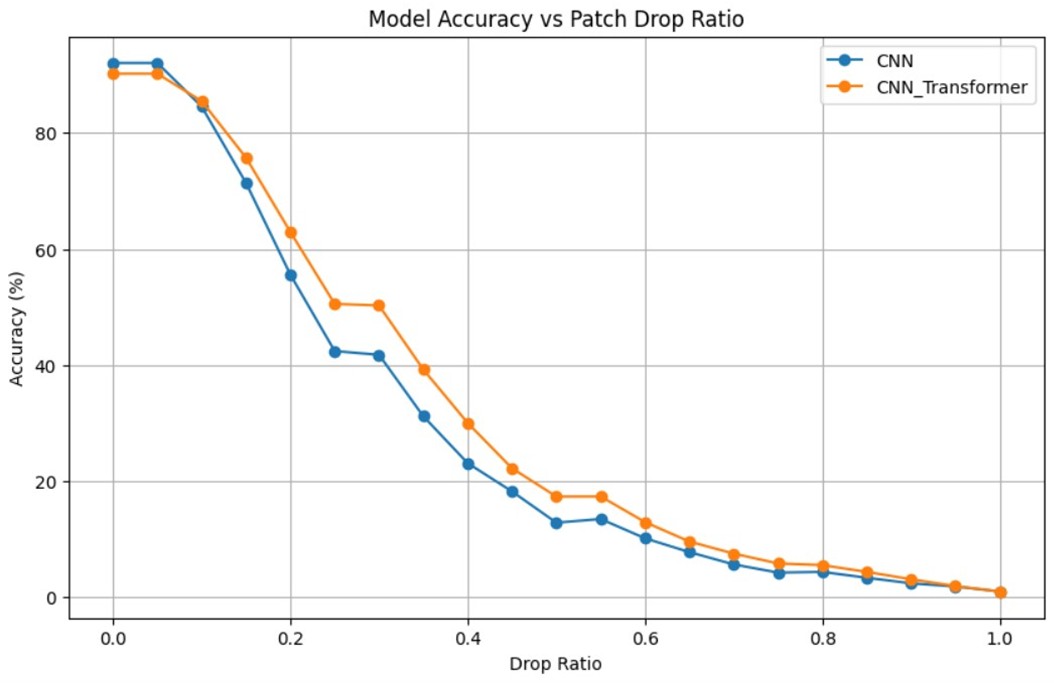 Model Accuracy vs Patch Drop Ratio
CNN
CNN_Transformer
Accuracy (%)
80
60
40
20
0
0.0
0.2
0.4
0.6
0.8
1.0
Drop Ratio